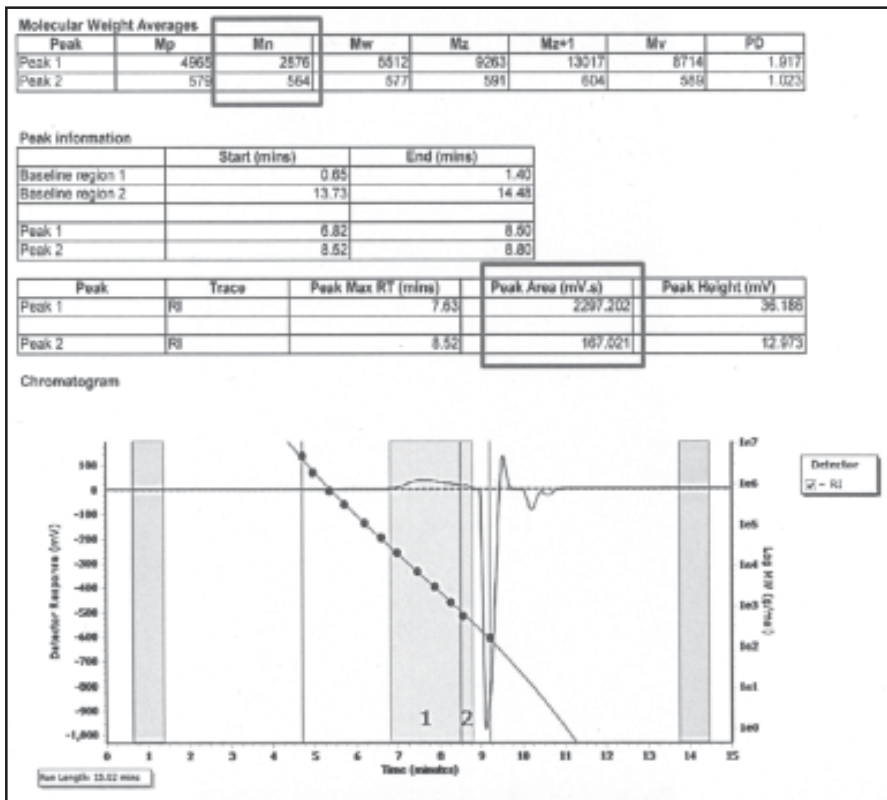 Molecular Weight Averages
Peak Mp Mn Mw Mz Mz+1 Mv PD
Peak 1 4965 2876 5512 9263 13017 8714 1.917
Peak 2 579 564 577 591 604 589 1.023
Peak information
Start (mins) End (mins)
Baseline region 1 0.65 1.40
Baseline region 2 13.73 14.48
Peak 1 6.82 8.50
Peak 2 8.52 8.80
Peak Trace Peak Max RT (mins) Peak Area (mV.s) Peak Height (mV)
Peak 1 RI 7.63 2297.202 36.186
Peak 2 RI 8.52 167.021 12.973
Chromatogram
Detector Response (mV)
100
0
-100
-200
-300
-400
-500
-600
-700
-800
-900
-1,000
1 2
0 1 2 3 4 5 6 7 8 9 10 11 12 13 14 15
Time (minutes)
1e7
1e6
1e5
1e4
1e3
1e2
1e1
1e0
Log MW (g/mol)
Detector
- RI
Run Length: 15.02 mins